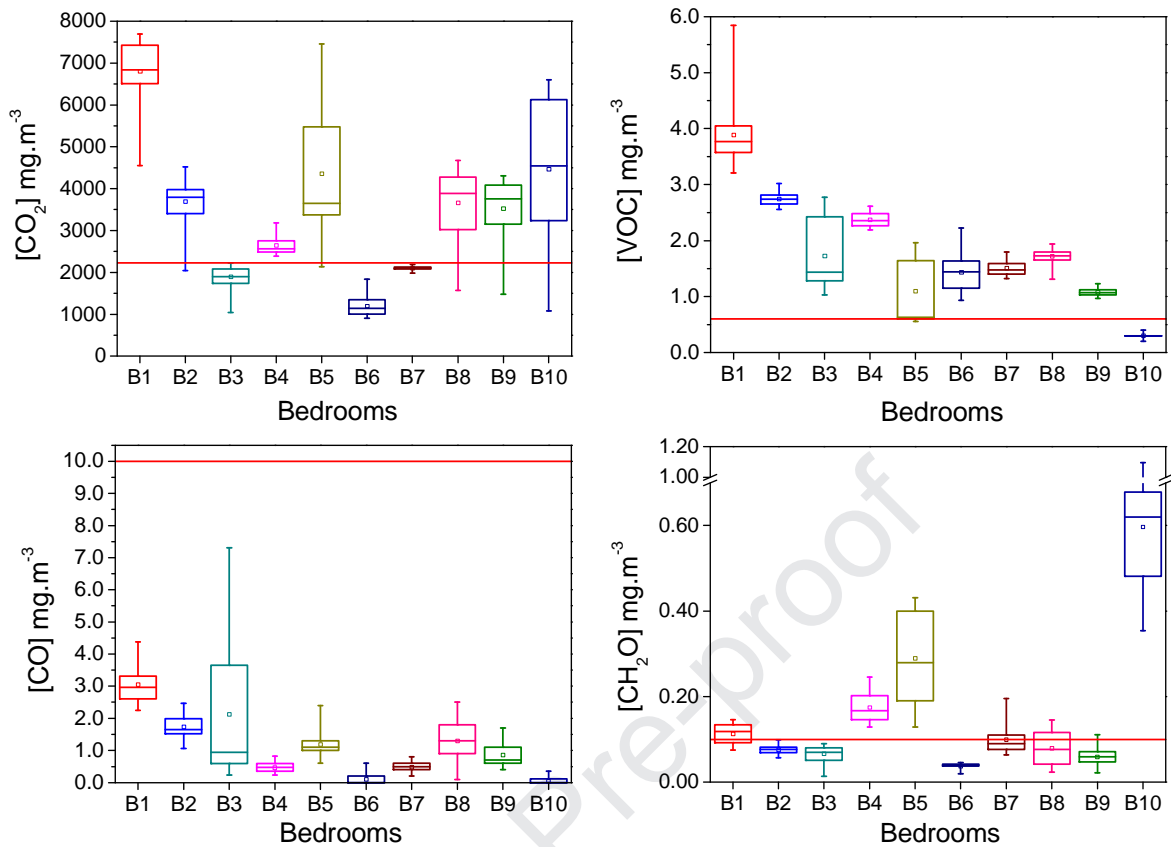 [CO2] mg.m-3
8000
7000
6000
5000
4000
3000
2000
1000
0
B1 B2 B3 B4 B5 B6 B7 B8 B9 B10
Bedrooms
[VOC] mg.m-3
6.0
5.0
4.0
3.0
2.0
1.0
0.0
B1 B2 B3 B4 B5 B6 B7 B8 B9 B10
Bedrooms
[CO] mg.m-3
10.0
9.0
8.0
7.0
6.0
5.0
4.0
3.0
2.0
1.0
0.0
B1 B2 B3 B4 B5 B6 B7 B8 B9 B10
Bedrooms
[CH2O] mg.m-3
1.20
1.00
0.60
0.40
0.20
0.00
B1 B2 B3 B4 B5 B6 B7 B8 B9 B10
Bedrooms
Pre-proof